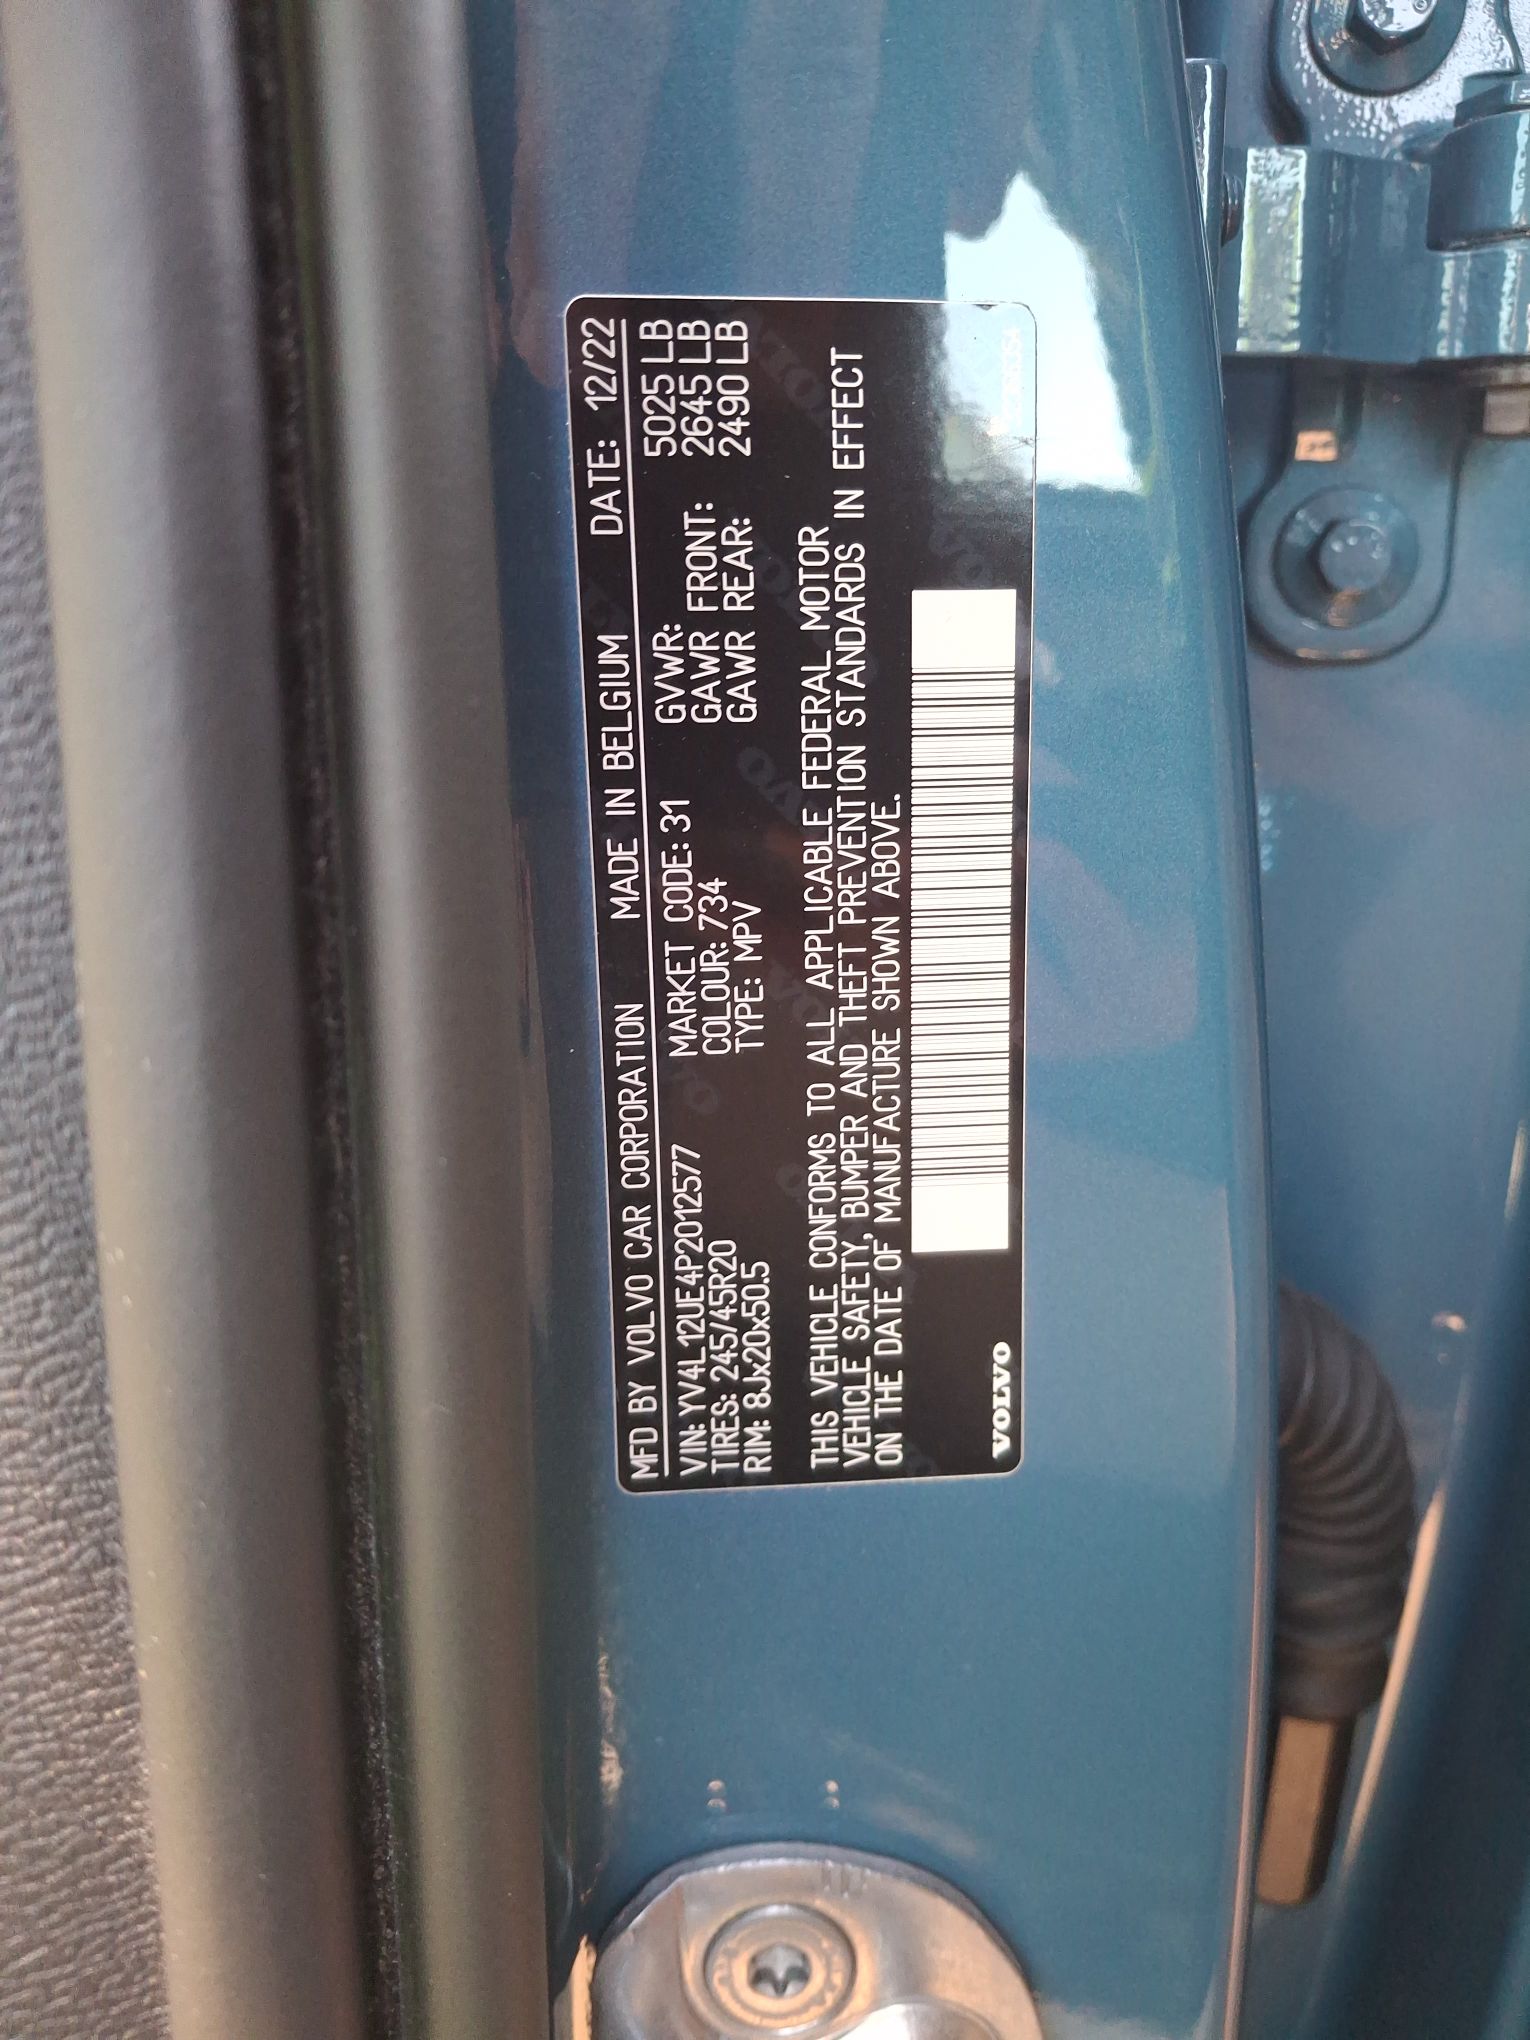 MFD BY VOLVO CAR CORPORATION MADE IN BELGIUM DATE: 12/22
VIN: YV4L12UE4P2012577 MARKET CODE: 31 GVWR: 5025 LB
TIRES: 245/45R20 COLOUR: 734 GAWR FRONT: 2645 LB
RIM: 8Jx20x50.5 TYPE: MPV GAWR REAR: 2490 LB
THIS VEHICLE CONFORMS TO ALL APPLICABLE FEDERAL MOTOR
VEHICLE SAFETY, BUMPER AND THEFT PREVENTION STANDARDS IN EFFECT
ON THE DATE OF MANUFACTURE SHOWN ABOVE.
VOLVO